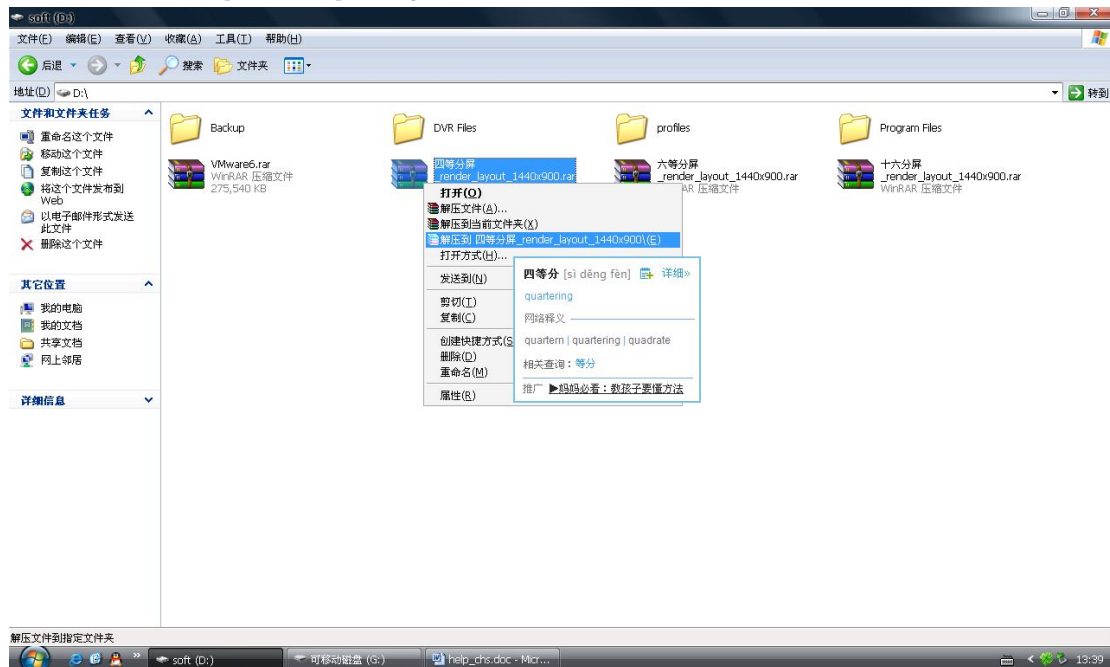 soft (D:)
文件(F) 编辑(E) 查看(V) 收藏(A) 工具(T) 帮助(H)
后退 搜索 文件夹
地址(D) D:\ 转到
文件和文件夹任务
重命名这个文件
移动这个文件
复制这个文件
将这个文件发布到
Web
以电子邮件形式发送
此文件
删除这个文件
其它位置
我的电脑
我的文档
共享文档
网上邻居
详细信息
Backup
DVR Files
profiles
Program Files
VMware6.rar
WinRAR 压缩文件
275,540 KB
四等分屏
_render_layout_1440x900.rar
六等分屏
_render_layout_1440x900.rar
AR 压缩文件
十六分屏
_render_layout_1440x900.rar
WinRAR 压缩文件
打开(O)
解压文件(A)...
解压到当前文件夹(X)
解压到 四等分屏_render_layout_1440x900\(E)
打开方式(H)...
发送到(N)
剪切(T)
复制(C)
创建快捷方式(S
删除(D)
重命名(M)
属性(R)
四等分 [sì děng fèn] 详细»
quartering
网络释义
quartern | quartering | quadrate
相关查询：等分
推广 ▶妈妈必看：数孩子要懂方法
解压文件到指定文件夹
soft (D:) 可移动磁盘 (G:) help_chs.doc - Micr... 13:39